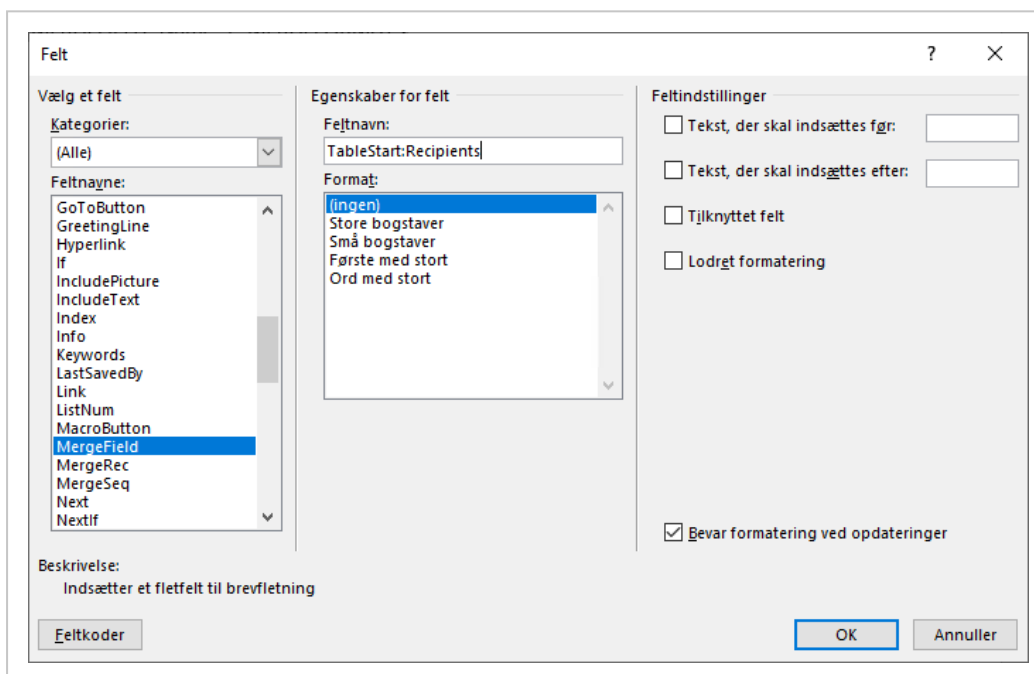 Felt
?
Vælg et felt
Kategorier:
(Alle)
Feltnavne:
GoToButton
GreetingLine
Hyperlink
If
IncludePicture
IncludeText
Index
Info
Keywords
LastSavedBy
Link
ListNum
MacroButton
MergeField
MergeRec
MergeSeq
Next
NextIf
Egenskaber for felt
Feltnavn:
TableStart:Recipients
Format:
(ingen)
Store bogstaver
Små bogstaver
Første med stort
Ord med stort
Feltindstillinger
Tekst, der skal indsættes før:
Tekst, der skal indsættes efter:
Tilknyttet felt
Lodret formatering
Bevar formatering ved opdateringer
Beskrivelse:
Indsætter et fletfelt til brevfletning
Feltkoder
OK
Annuller